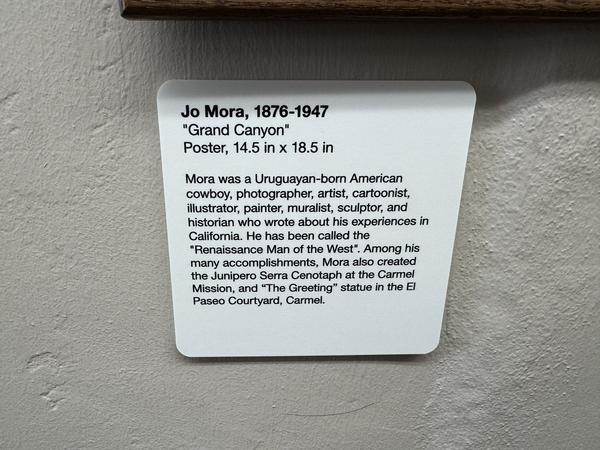 Jo Mora, 1876-1947
"Grand Canyon"
Poster, 14.5 in x 18.5 in
Mora was a Uruguayan-born American
cowboy, photographer, artist, cartoonist,
illustrator, painter, muralist, sculptor, and
historian who wrote about his experiences in
California. He has been called the
"Renaissance Man of the West". Among his
many accomplishments, Mora also created
the Junipero Serra Cenotaph at the Carmel
Mission, and “The Greeting” statue in the El
Paseo Courtyard, Carmel.